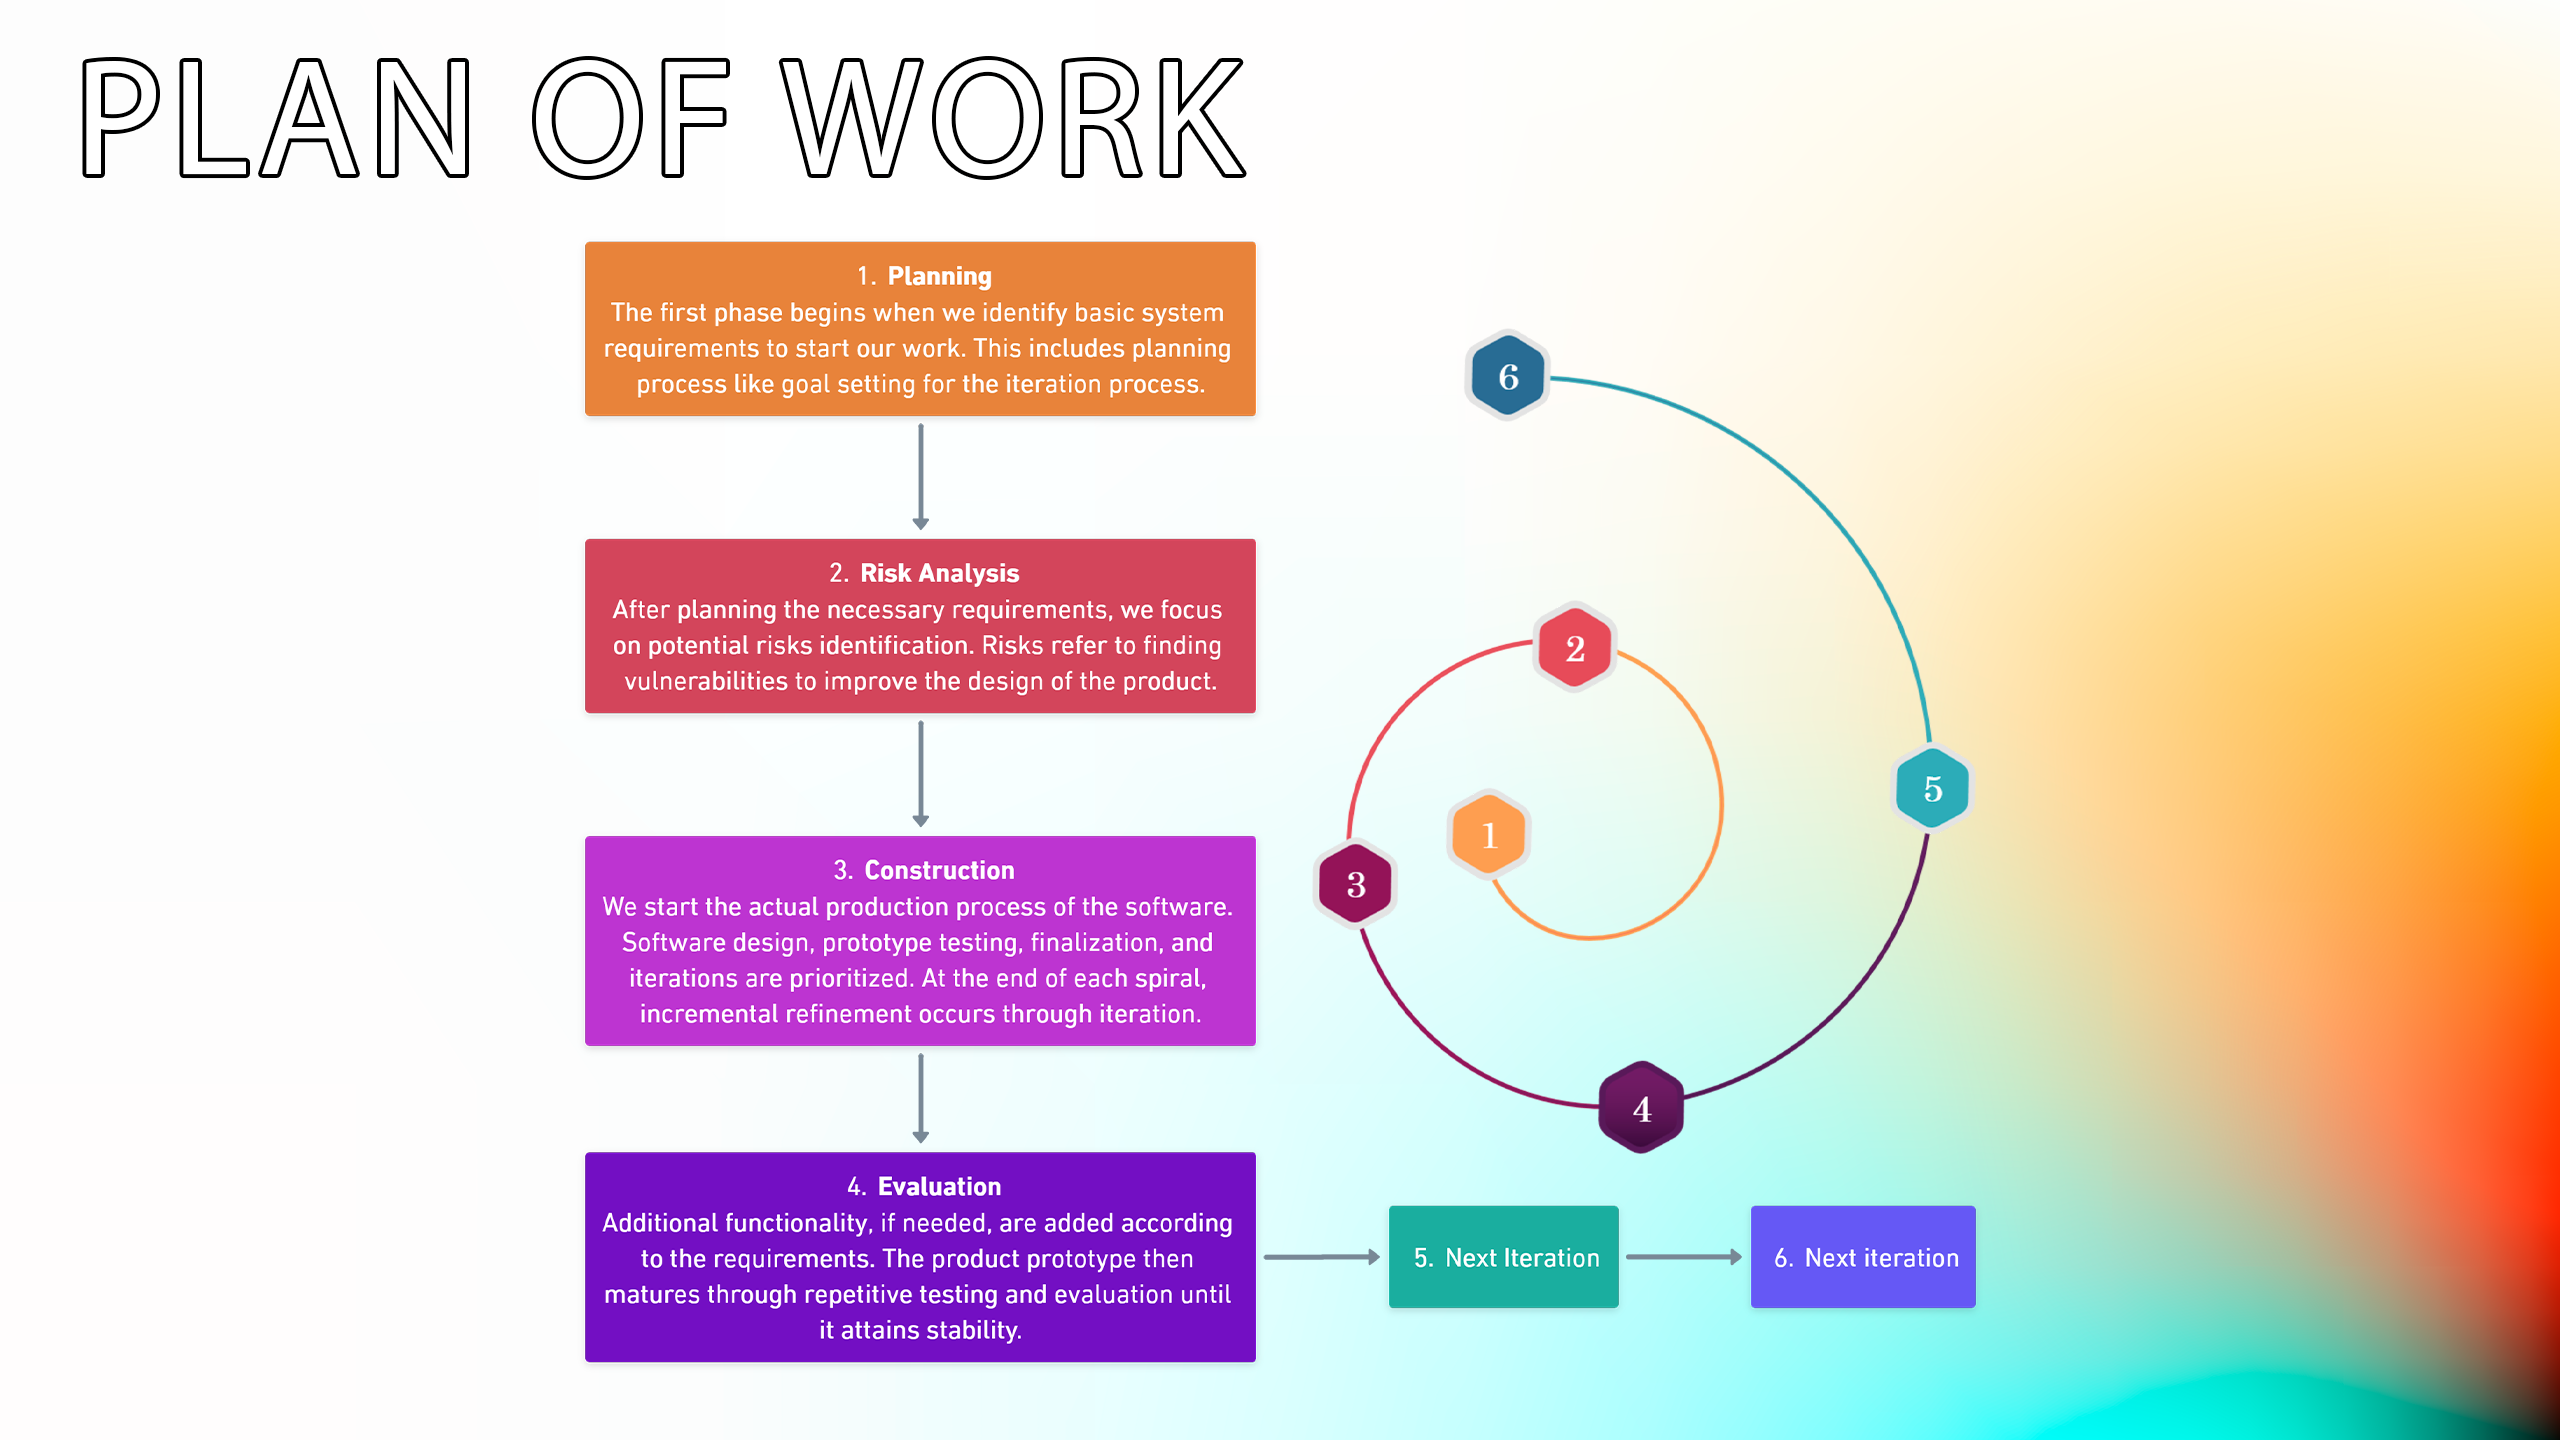 PLAN OF WORK
1. Planning
The first phase begins when we identify basic system
requirements to start our work. This includes planning
process like goal setting for the iteration process.
2. Risk Analysis
After planning the necessary requirements, we focus
on potential risks identification. Risks refer to finding
vulnerabilities to improve the design of the product.
3. Construction
We start the actual production process of the software.
Software design, prototype testing, finalization, and
iterations are prioritized. At the end of each spiral,
incremental refinement occurs through iteration.
4. Evaluation
Additional functionality, if needed, are added according
to the requirements. The product prototype then
matures through repetitive testing and evaluation until
it attains stability.
5. Next Iteration
6. Next iteration
6
2
5
1
3
4